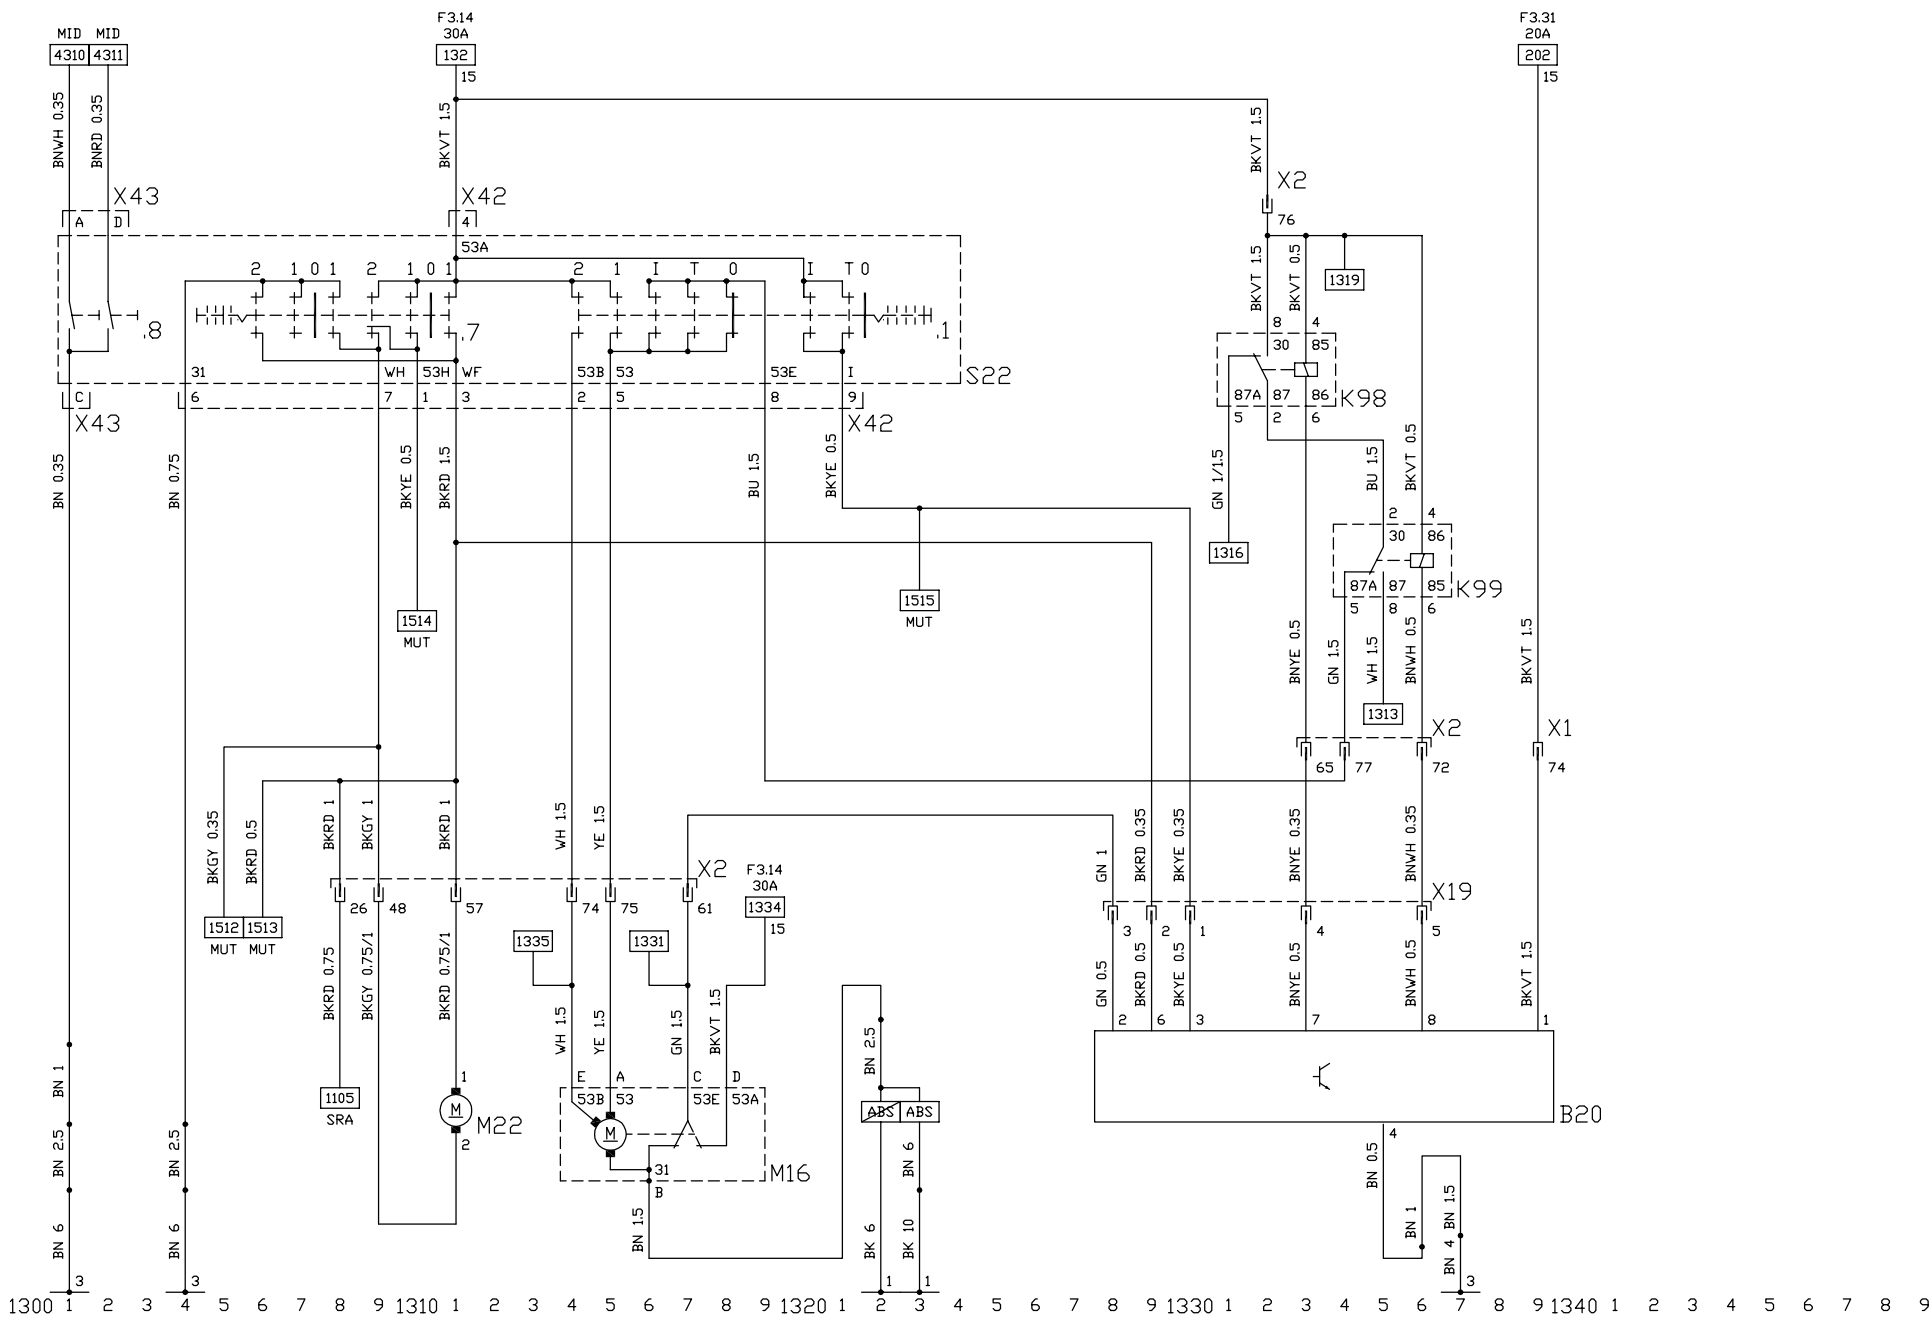 F3.14 F3.31
MID MID 30A 20A
4310 4311 132 202
15 15
BNWH 0.35 BNRD 0.35 BKVT 1.5 BKVT 1.5
X43 X42 X2
A D 4 76
53A
2 1 0 1 2 1 0 1 2 1 I T 0 I T 0
BKVT 1.5 BKVT 0.5 1319
.8 .7 .1
8 4
30 85
31 WH 53H WF 53B 53 53E I S22
87A 87 86 K98
C 6 7 1 3 2 5 8 9
5 2 6
X43 X42
BN 0.35 BN 0.75 BKYE 0.5 BKRD 1.5 BU 1.5 BKYE 0.5 GN 1/1.5 BU 1.5 BKVT 0.5
2 4
30 86
1316
87A 87 85 K99
1515 5 8 6
1514 MUT
MUT
BNYE 0.5 GN 1.5 WH 1.5 BNWH 0.5 BKVT 1.5
1313
X2 X1
65 77 72 74
BKGY 0.35 BKRD 0.5 BKRD 1 BKGY 1 BKRD 1 WH 1.5 YE 1.5 GN 1 BKRD 0.35 BKYE 0.35 BNYE 0.35 BNWH 0.35
X2 F3.14
30A X19
26 48 57 74 75 61 1334
1512 1513 15 3 2 1 4 5
MUT MUT 1335 1331
BKRD 0.75 BKGY 0.75/1 BKRD 0.75/1 WH 1.5 YE 1.5 GN 1.5 BKVT 1.5 BN 2.5 GN 0.5 BKRD 0.5 BKYE 0.5 BNYE 0.5 BNWH 0.5 BKVT 1.5
2 6 3 7 8 1
BN 1 1 E A C D
1105 53B 53 53E 53A
SRA M M22 M ABS ABS B20
2 4
BN 2.5 BN 2.5 31 M16 BN 6 BN 0.5
B
BN 6 BN 6 BN 1.5 BK 6 BK 10 BN 1 BN 4 BN 1.5
3 3 1 1 3
1300 1 2 3 4 5 6 7 8 9 1310 1 2 3 4 5 6 7 8 9 1320 1 2 3 4 5 6 7 8 9 1330 1 2 3 4 5 6 7 8 9 1340 1 2 3 4 5 6 7 8 9